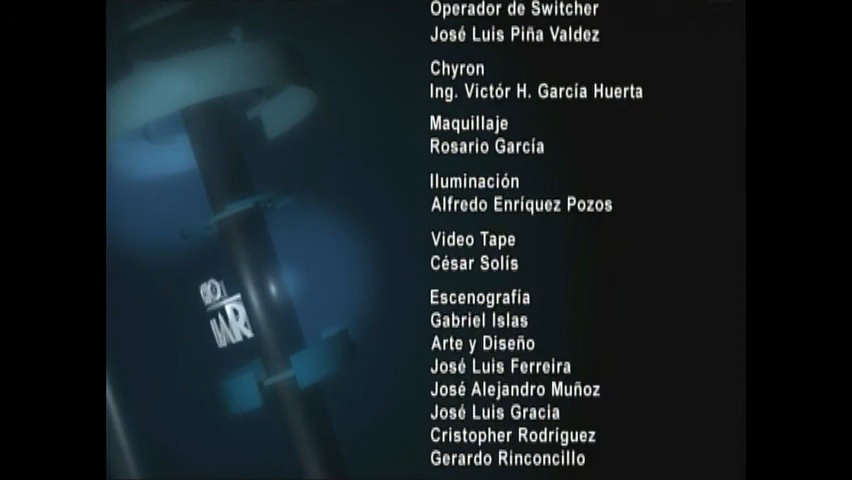 Operador de Switcher
José Luis Piña Valdez
Chyron
Ing. Victór H. García Huerta
Maquillaje
Rosario García
Iluminación
Alfredo Enríquez Pozos
Video Tape
César Solís
Escenografía
Gabriel Islas
Arte y Diseño
José Luis Ferreira
José Alejandro Muñoz
José Luis Gracia
Cristopher Rodríguez
Gerardo Rinconcillo